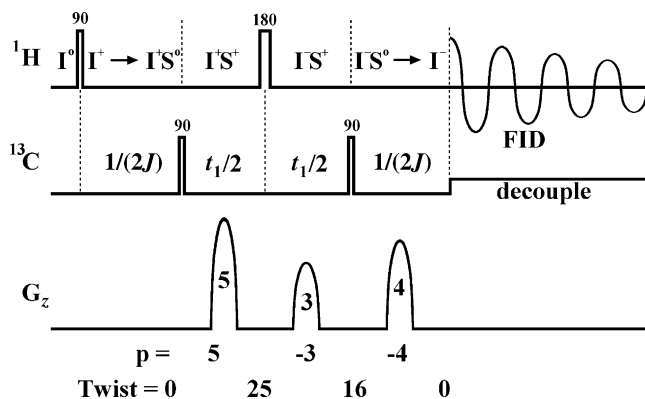 90 180
¹H I° I⁺ → I⁺S° I⁺S⁺ I⁻S⁺ I⁻S° → I⁻
FID
90 90
¹³C 1/(2J) t₁/2 t₁/2 1/(2J)
decouple
G_z 5 3 4
p = 5 -3 -4
Twist = 0 25 16 0